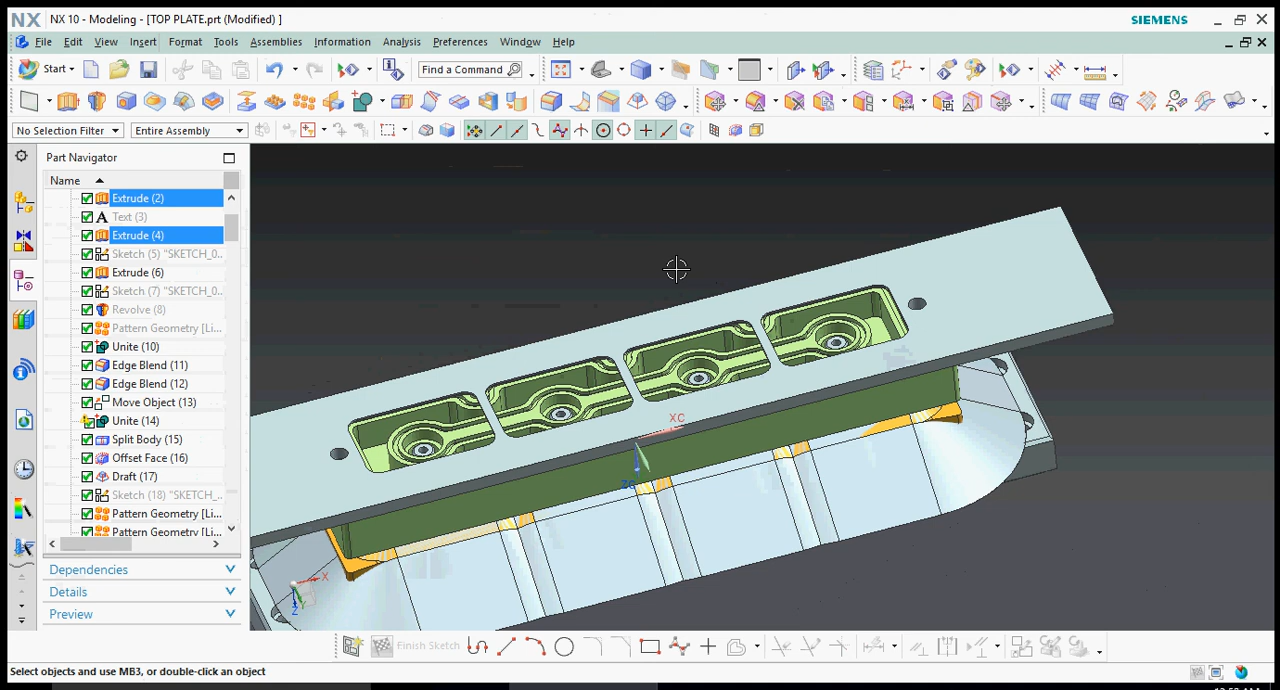 NX NX 10 - Modeling - [TOP PLATE.prt (Modified) ] SIEMENS
File Edit View Insert Format Tools Assemblies Information Analysis Preferences Window Help
Start Find a Command
No Selection Filter Entire Assembly
Part Navigator
Name
Extrude (2)
A Text (3)
Extrude (4)
Sketch (5) "SKETCH_0...
Extrude (6)
Sketch (7) "SKETCH_0...
Revolve (8)
Pattern Geometry [Li...
Unite (10)
Edge Blend (11)
Edge Blend (12)
Move Object (13)
Unite (14)
Split Body (15)
Offset Face (16)
Draft (17)
Sketch (18) "SKETCH_...
Pattern Geometry [Li...
Pattern Geometry [Li...
Dependencies
Details
Preview
XC
X
Z
Finish Sketch
Select objects and use MB3, or double-click an object